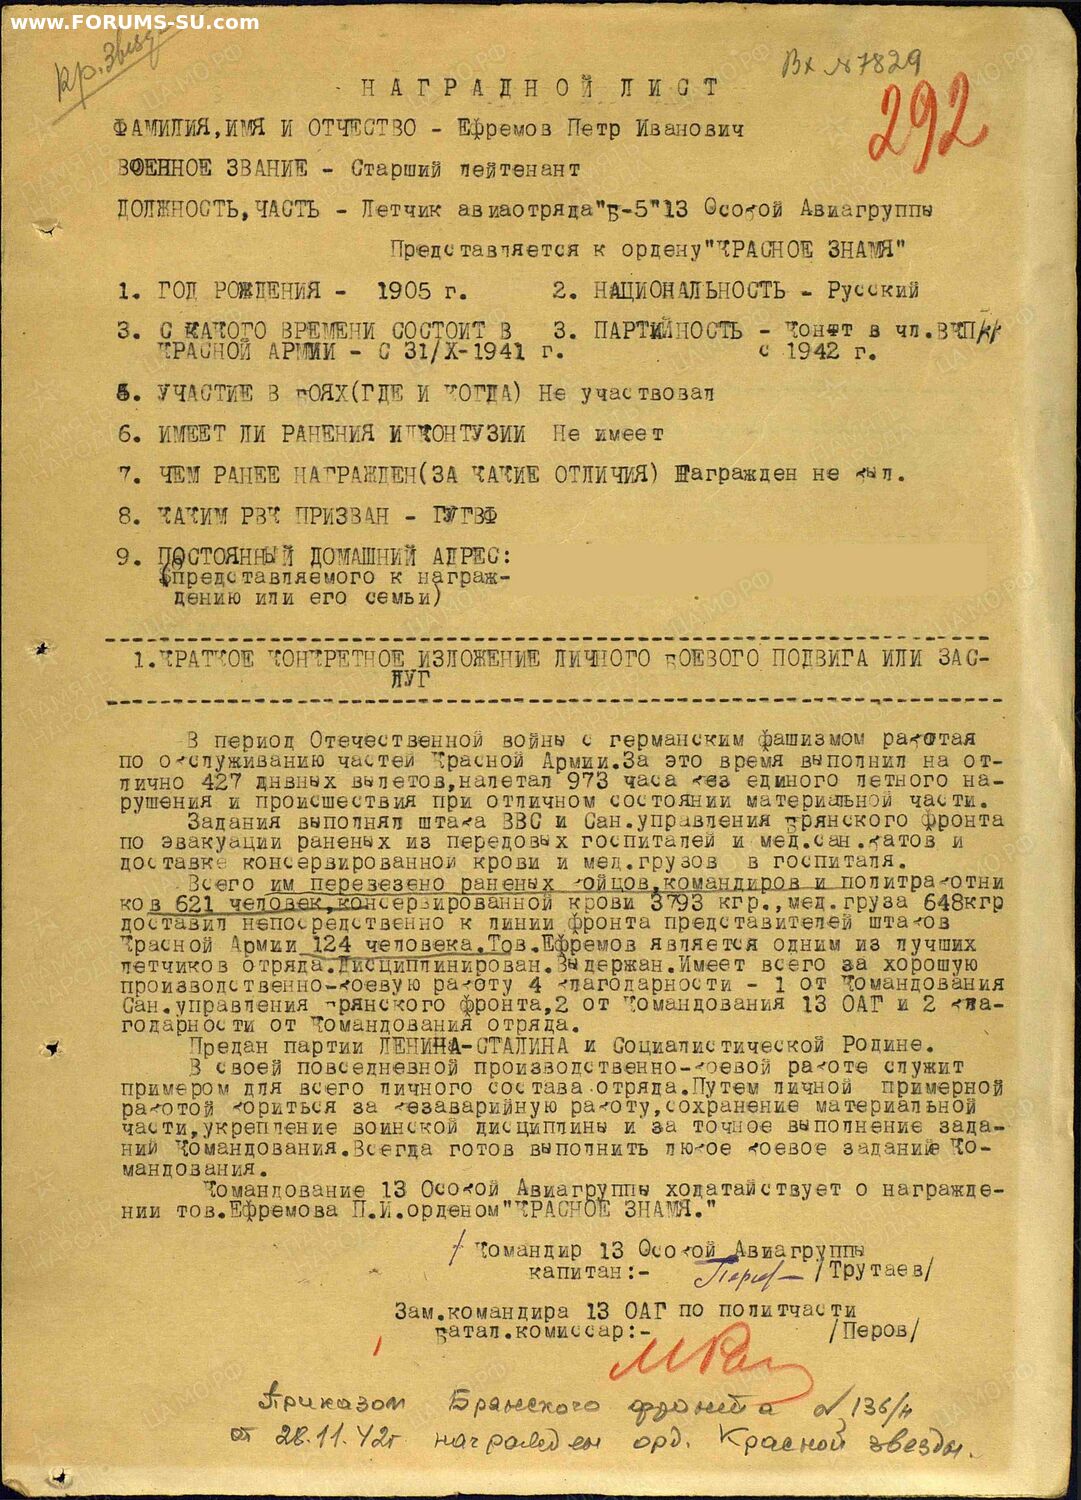 www.FORUMS-SU.com
Кр. Звезд
Вх №7829
292
НАГРАДНОЙ ЛИСТ
ФАМИЛИЯ,ИМЯ И ОТЧЕСТВО - Ефремов Петр Иванович
ВОЕННОЕ ЗВАНИЕ - Старший лейтенант
ДОЛЖНОСТЬ,ЧАСТЬ - Летчик авиаотряда"Б-5"13 Особой Авиагруппы
Представляется к ордену"КРАСНОЕ ЗНАМЯ"
1. ГОД РОЖДЕНИЯ - 1905 г. 2. НАЦИОНАЛЬНОСТЬ - Русский
3. С КАКОГО ВРЕМЕНИ СОСТОИТ В 3. ПАРТИЙНОСТЬ - Конфт в чл.ВКП
КРАСНОЙ АРМИИ - С 31/X-1941 г. с 1942 г.
5. УЧАСТИЕ В БОЯХ(ГДЕ И КОГДА) Не участвовал
6. ИМЕЕТ ЛИ РАНЕНИЯ ИЛИ КОНТУЗИИ Не имеет
7. ЧЕМ РАНЕЕ НАГРАЖДЕН(ЗА КАКИЕ ОТЛИЧИЯ) Награжден не был.
8. КАКИМ РВК ПРИЗВАН - ГУГВФ
9. ПОСТОЯННЫЙ ДОМАШНИЙ АДРЕС:
(представляемого к награж-
дению или его семьи)
1.КРАТКОЕ КОНКРЕТНОЕ ИЗЛОЖЕНИЕ ЛИЧНОГО БОЕВОГО ПОДВИГА ИЛИ ЗАС-
ЛУГ
В период Отечественной войны с германским фашизмом работая
по обслуживанию частей Красной Армии.За это время выполнил на от-
лично 427 днвных вылетов,налетал 973 часа без единого летного на-
рушения и происшествия при отличном состоянии материальной части.
Задания выполнял штаба ВВС и Сан.управления Брянского фронта
по эвакуации раненых из передовых госпиталей и мед.сан.батов и
доставке консервированной крови и мед.грузов в госпиталя.
Всего им перевезено раненых бойцов,командиров и политработни
ков 621 человек,консервированной крови 3793 кгр.,мед.груза 648кгр
доставил непосредственно к линии фронта представителей штабов
Красной Армии 124 человека.Тов.Ефремов является одним из лучших
летчиков отряда.Дисциплинирован.Выдержан.Имеет всего за хорошую
производственно-боевую работу 4 благодарности - 1 от Командования
Сан.управления Брянского фронта,2 от Командования 13 ОАГ и 2 бла-
годарности от Командования отряда.
Предан партии ЛЕНИНА-СТАЛИНА и Социалистической Родине.
В своей повседневной производственно-боевой работе служит
примером для всего личного состава отряда.Путем личной примерной
работой бориться за безаварийную работу,сохранение материальной
части,укрепление воинской дисциплины и за точное выполнение зада-
ний Командования.Всегда готов выполнить любое боевое задание Ко-
мандования.
Командование 13 Особой Авиагруппы ходатайствует о награжде-
нии тов.Ефремова П.И.орденом"КРАСНОЕ ЗНАМЯ."
Командир 13 Особой Авиагруппы
капитан:- /Трутаев/
Зам.командира 13 ОАГ по политчасти
Батал.комиссар:- /Перов/
Приказом Брянского фронта № 136/н
от 28.11.42г награжден орд. Красной звезды.